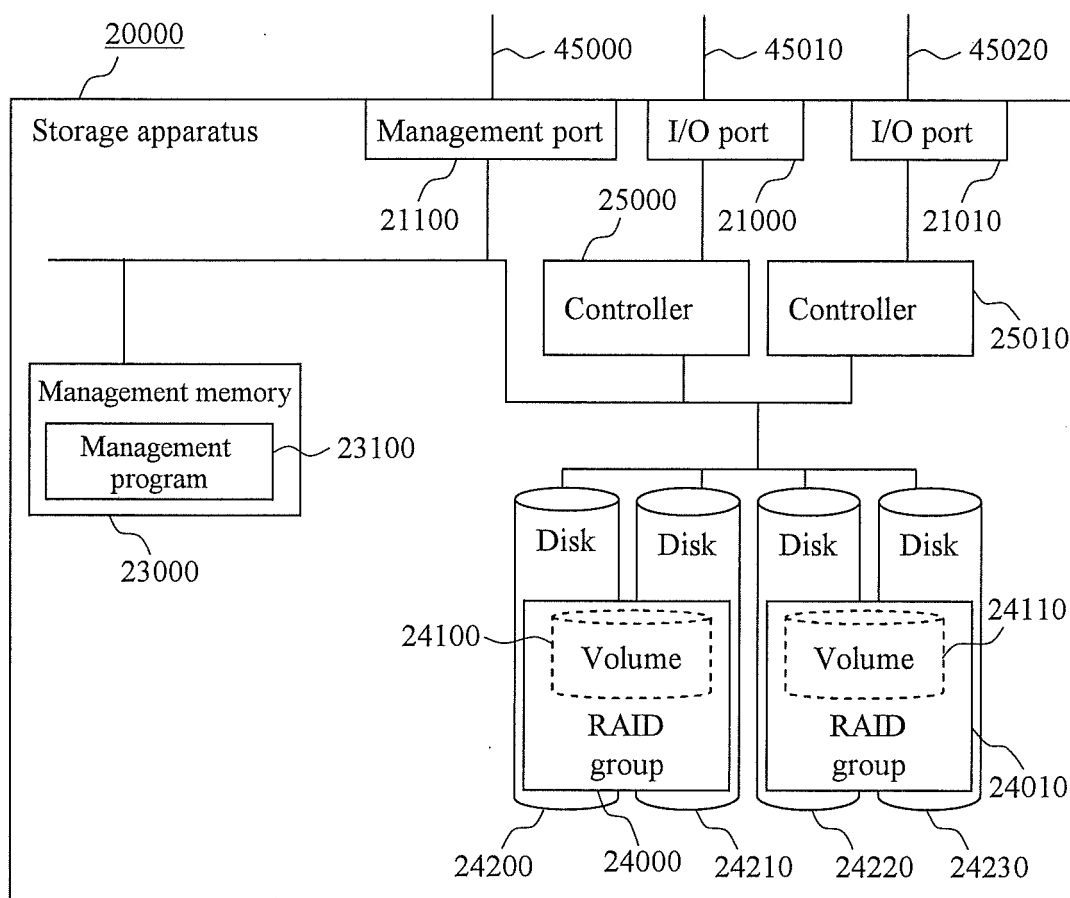 20000
45000
45010
45020
Storage apparatus
Management port
I/O port
I/O port
21100
25000
21000
21010
Controller
Controller
25010
Management memory
Management
program
23100
23000
Disk
Disk
Disk
Disk
24100
24110
Volume
Volume
RAID
group
RAID
group
24010
24200
24000
24210
24220
24230